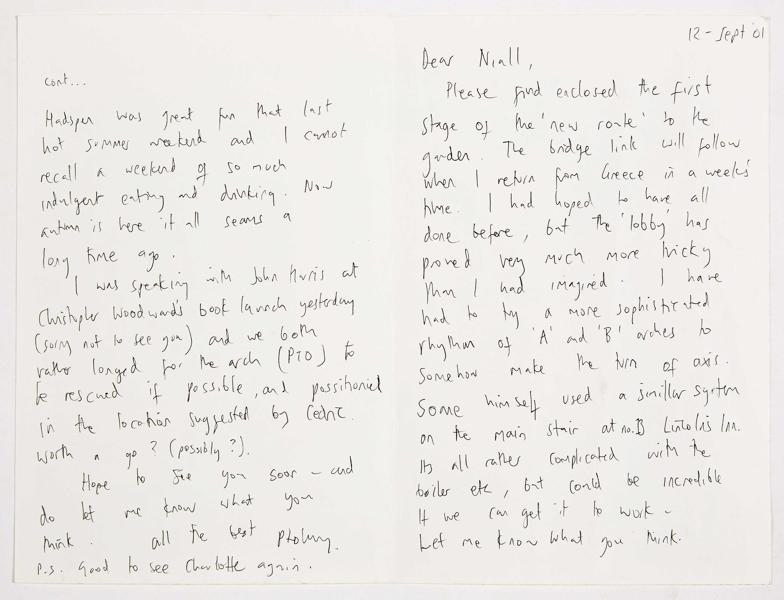 12 - Sept '01
Dear Niall,
Please find enclosed the first
stage of the 'new route' to the
garden. The bridge link will follow
when I return from Greece in a weeks'
time. I had hoped to have all
done before, but the 'lobby' has
proved very much more tricky
than I had imagined. I have
had to try a more sophisticated
rhythm of 'A' and 'B' arches to
somehow make the turn of axis.
Soane himself used a similar system
on the main stair at no.13 Lincoln's Inn.
Its all rather complicated with the
boiler etc, but could be incredible
If we can get it to work -
Let me know what you think.
cont...
Hadspen was great fun that last
hot summer weekend and I cannot
recall a weekend of so much
indulgent eating and drinking. Now
autumn is here it all seems a
long time ago.
I was speaking with John Harris at
Christopher Woodward's book launch yesterday
(sorry not to see you) and we both
rather longed for the arch (PTO) to
be rescued if possible, and possitioned
in the location suggested by Cedric.
worth a go? (possibly?).
Hope to see you soon - and
do let me know what you
think. all the best Ptolemy.
P.S. Good to see Charlotte again.